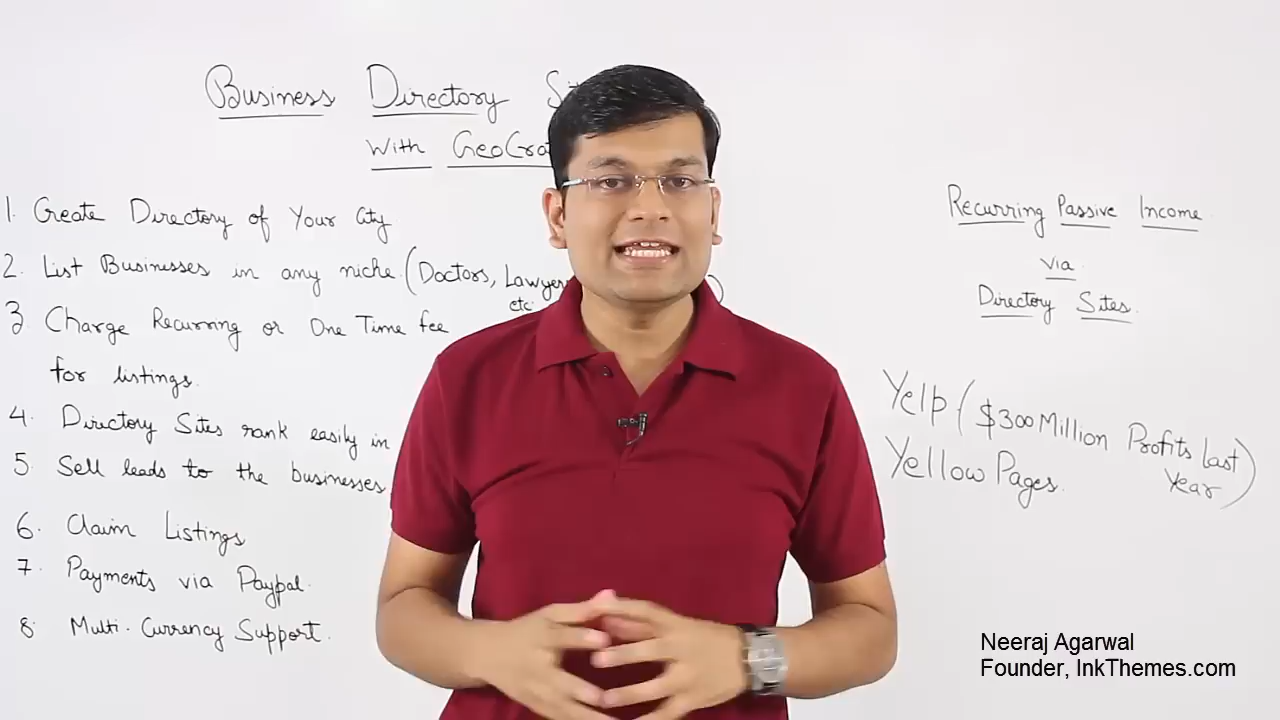 Business Directory
With
1. Create Directory of Your City
2. List Businesses in any niche. (Doctors,
etc )
3. Charge Recurring or One Time fee
for listings.
4. Directory Sites rank easily in
5. Sell leads to the businesses
6. Claim Listings
7. Payments via Paypal.
8. Multi-Currency Support.
Recurring Passive Income
via
Directory Sites.
Yelp ($300 Million Profits last
Year)
Yellow Pages.
Neeraj Agarwal
Founder, InkThemes.com